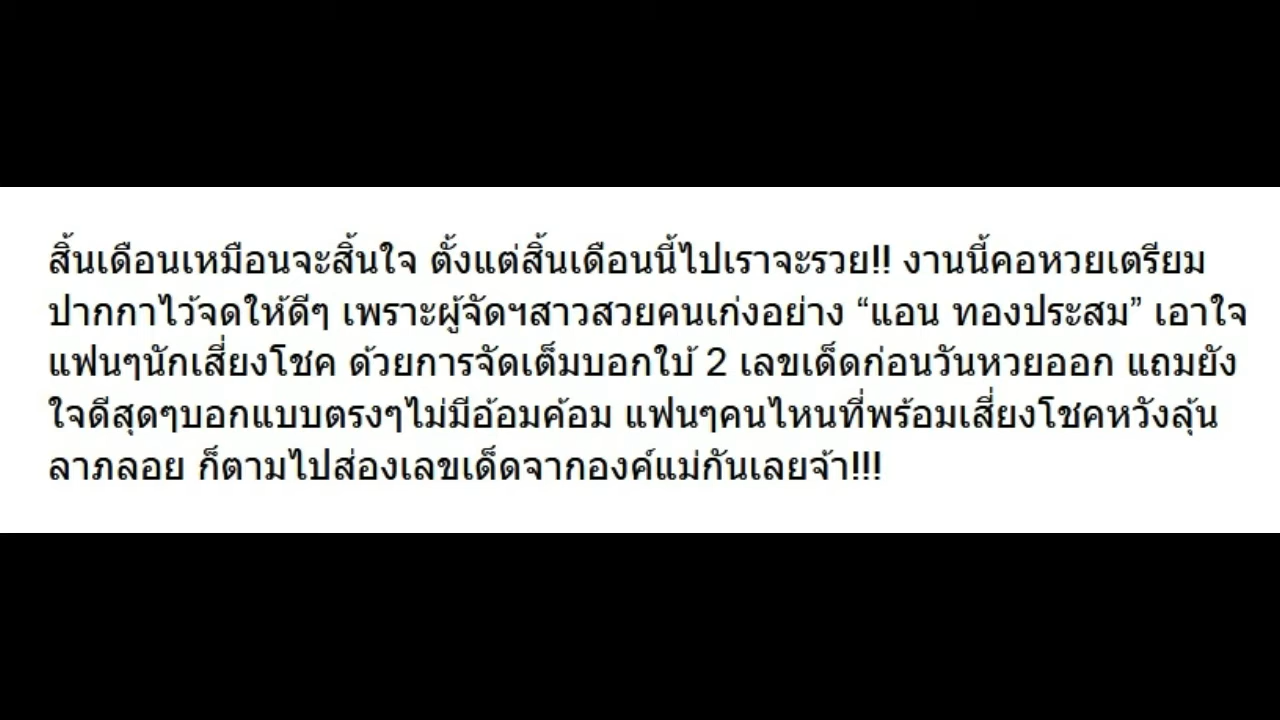 สิ้นเดือนเหมือนจะสิ้นใจ ตั้งแต่สิ้นเดือนนี้ไปเราจะรวย!! งานนี้คอหวยเตรียม
ปากกาไว้จดให้ดีๆ เพราะผู้จัดฯสาวสวยคนเก่งอย่าง “แอน ทองประสม” เอาใจ
แฟนๆนักเสี่ยงโชค ด้วยการจัดเต็มบอกใบ้ 2 เลขเด็ดก่อนวันหวยออก แถมยัง
ใจดีสุดๆบอกแบบตรงๆไม่มีอ้อมค้อม แฟนๆคนไหนที่พร้อมเสี่ยงโชคหวังลุ้น
ลาภลอย ก็ตามไปส่องเลขเด็ดจากองค์แม่กันเลยจ้า!!!